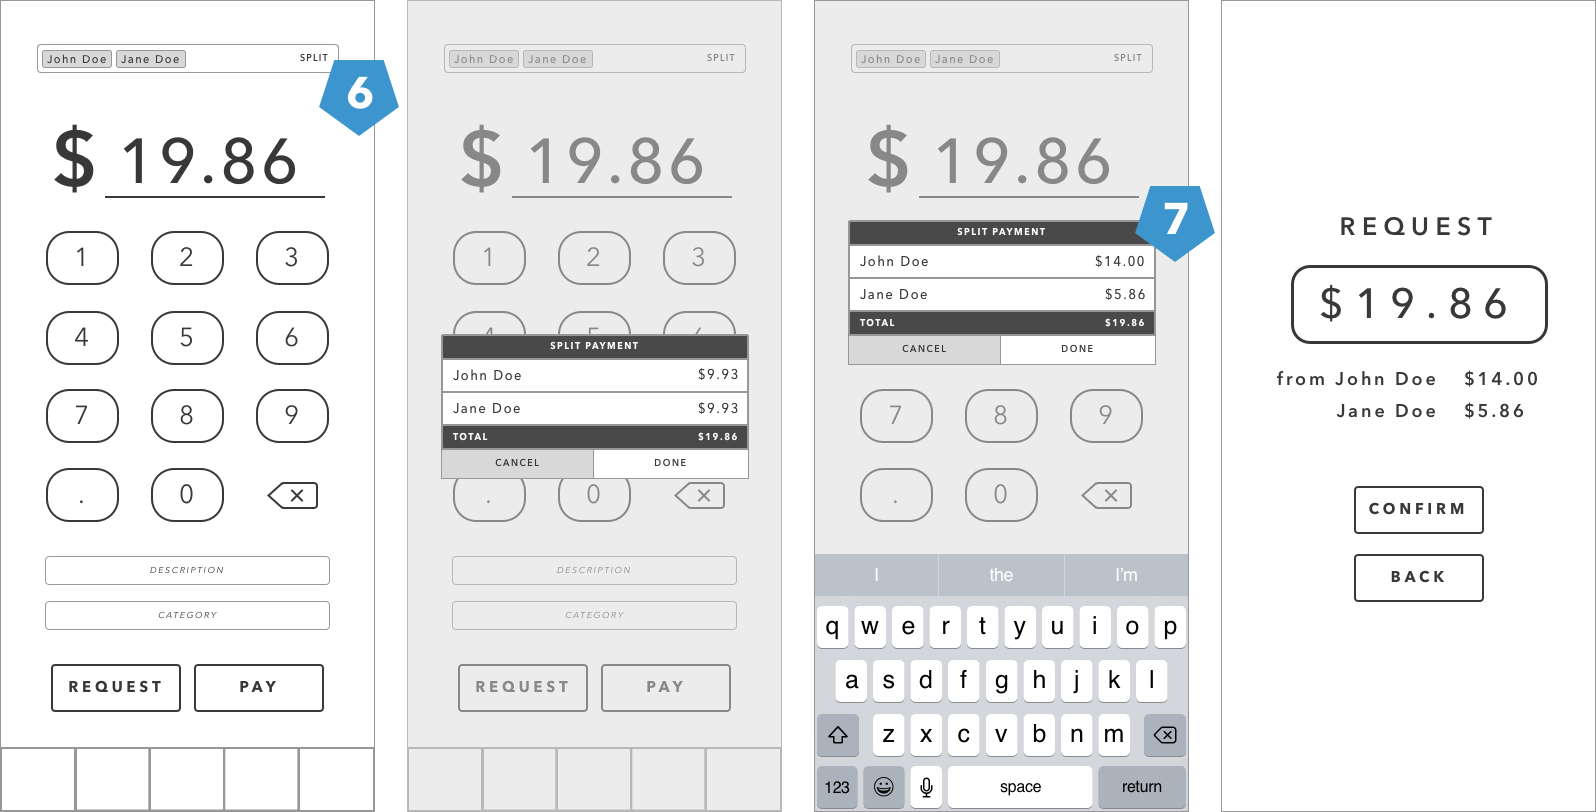 John Doe Jane Doe SPLIT
6
$ 19.86
1 2 3
4 5 6
7 8 9
. 0
DESCRIPTION
CATEGORY
REQUEST PAY
John Doe Jane Doe SPLIT
$ 19.86
1 2 3
4 5 6
SPLIT PAYMENT
John Doe $9.93
Jane Doe $9.93
TOTAL $19.86
CANCEL DONE
. 0
DESCRIPTION
CATEGORY
REQUEST PAY
John Doe Jane Doe SPLIT
$ 19.86
7
SPLIT PAYMENT
John Doe $14.00
Jane Doe $5.86
TOTAL $19.86
CANCEL DONE
7 8 9
. 0
I the I'm
q w e r t y u i o p
a s d f g h j k l
z x c v b n m
123 space return
REQUEST
$19.86
from John Doe $14.00
Jane Doe $5.86
CONFIRM
BACK